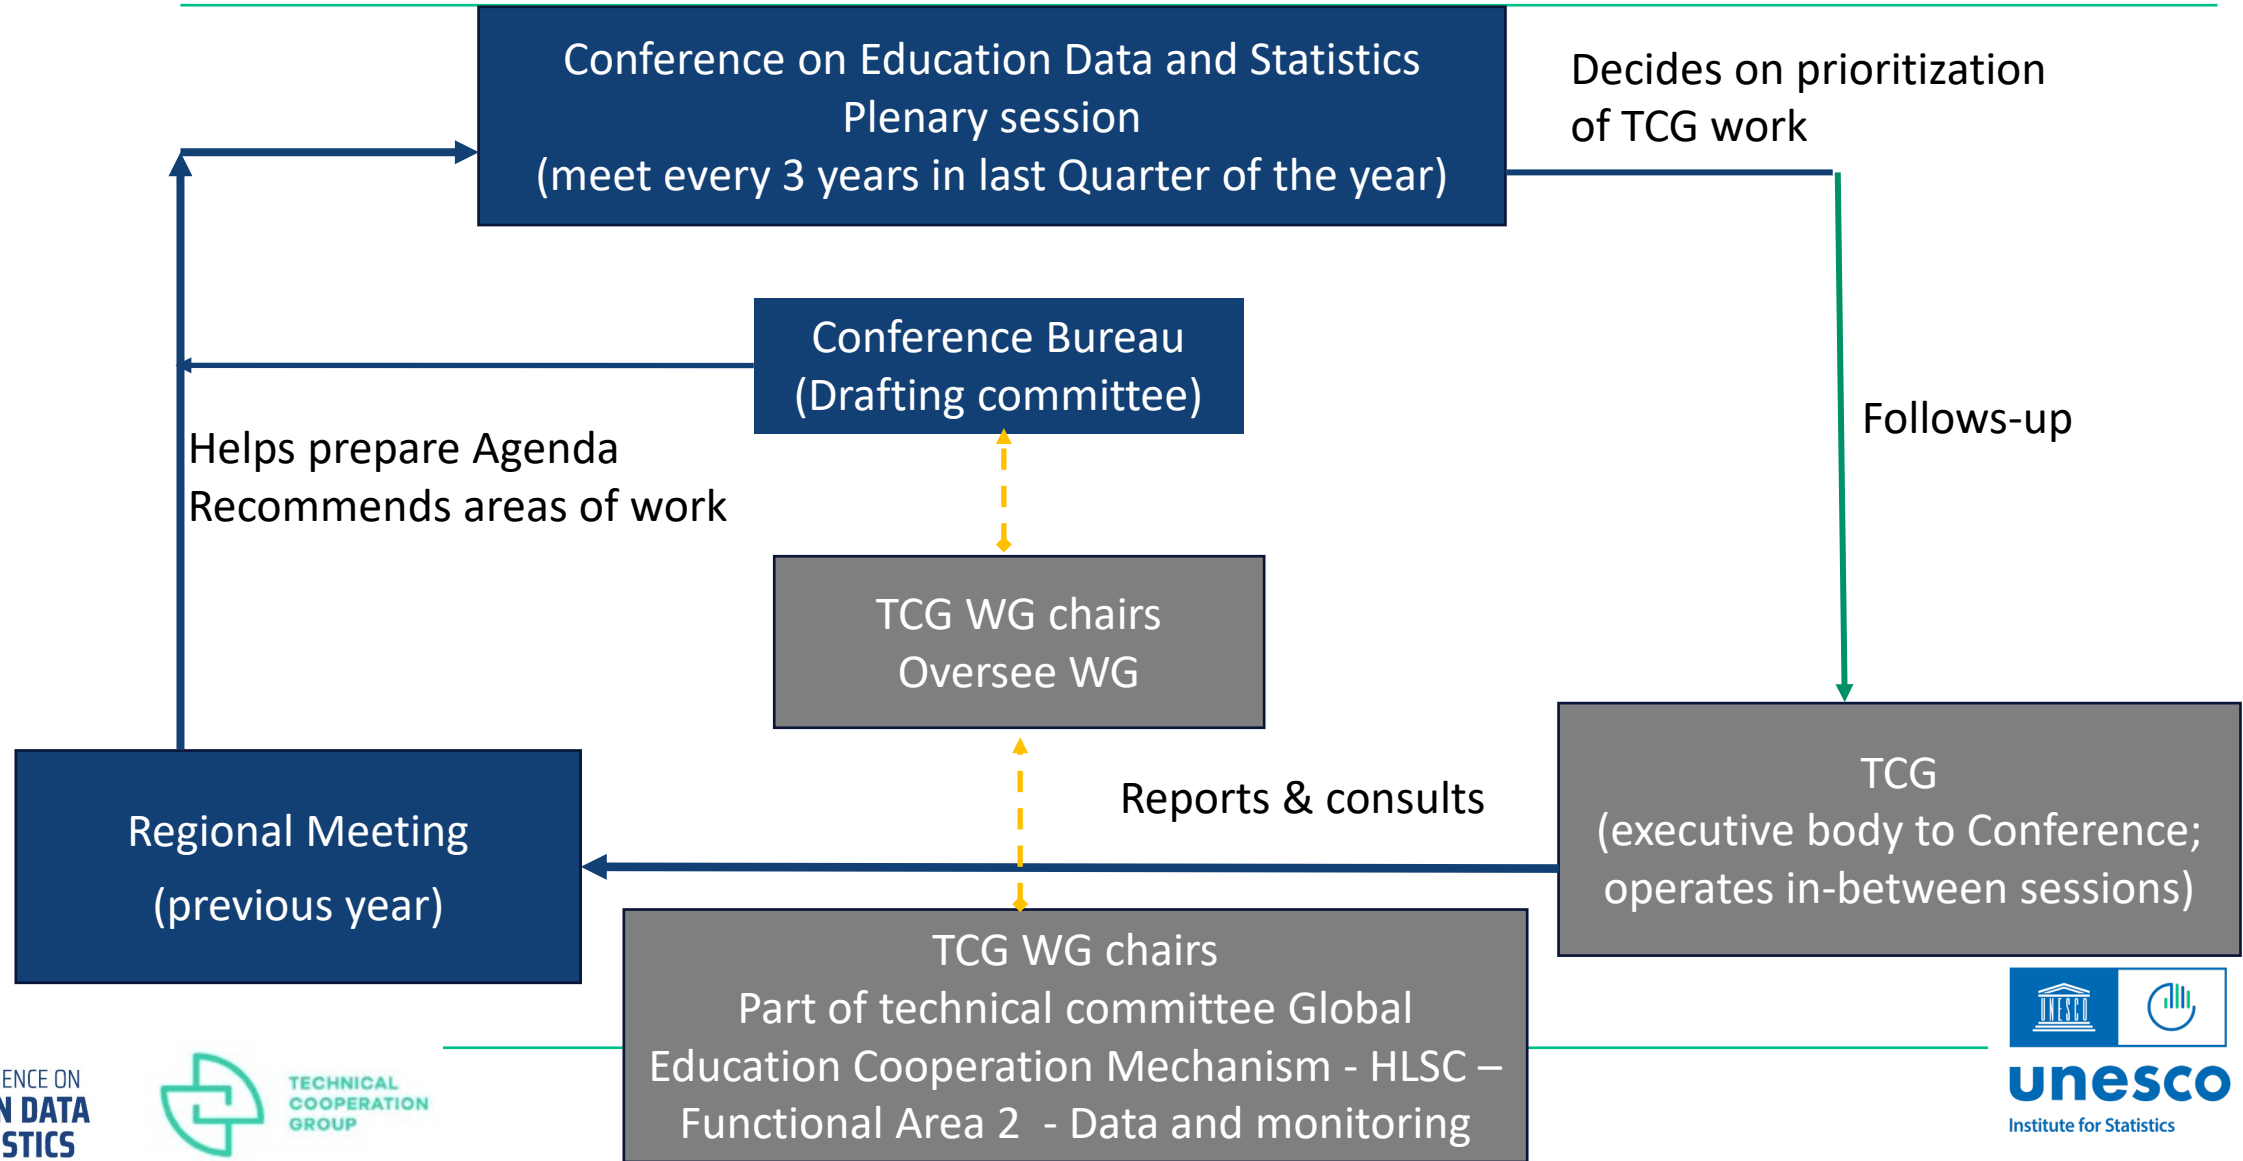 Conference on Education Data and Statistics
Plenary session
(meet every 3 years in last Quarter of the year)
Decides on prioritization
of TCG work
Conference Bureau
(Drafting committee)
Follows-up
Helps prepare Agenda
Recommends areas of work
TCG WG chairs
Oversee WG
Reports & consults
TCG
(executive body to Conference;
operates in-between sessions)
Regional Meeting
(previous year)
TCG WG chairs
Part of technical committee Global
Education Cooperation Mechanism - HLSC –
Functional Area 2 - Data and monitoring
ENCE ON
N DATA
ISTICS
TECHNICAL
COOPERATION
GROUP
UNESCO
unesco
Institute for Statistics